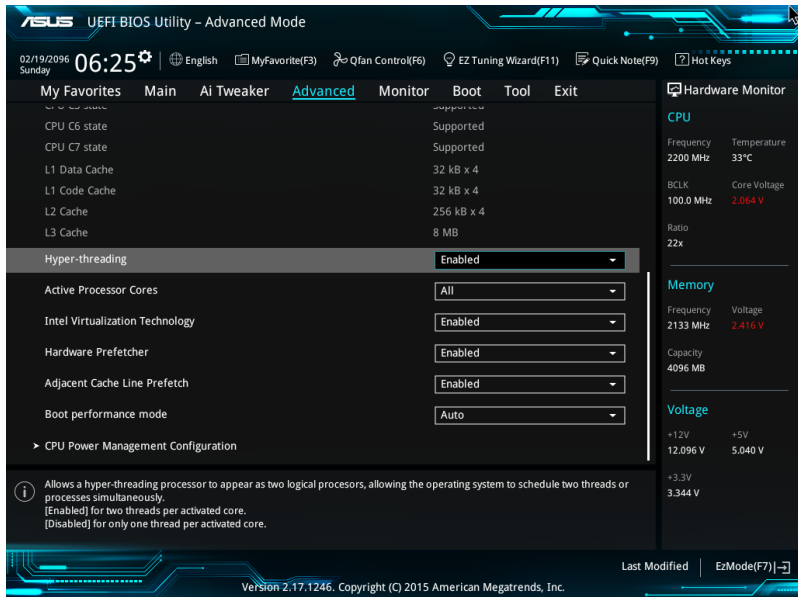 ASUS UEFI BIOS Utility – Advanced Mode
02/19/2096
Sunday
06:25
English
MyFavorite(F3)
Qfan Control(F6)
EZ Tuning Wizard(F11)
Quick Note(F9)
? Hot Keys
My Favorites Main Ai Tweaker Advanced Monitor Boot Tool Exit
CPU C3 state Supported
CPU C6 state Supported
CPU C7 state Supported
L1 Data Cache 32 kB x 4
L1 Code Cache 32 kB x 4
L2 Cache 256 kB x 4
L3 Cache 8 MB
Hyper-threading Enabled
Active Processor Cores All
Intel Virtualization Technology Enabled
Hardware Prefetcher Enabled
Adjacent Cache Line Prefetch Enabled
Boot performance mode Auto
> CPU Power Management Configuration
Hardware Monitor
CPU
Frequency Temperature
2200 MHz 33°C
BCLK Core Voltage
100.0 MHz 2.064 V
Ratio
22x
Memory
Frequency Voltage
2133 MHz 2.416 V
Capacity
4096 MB
Voltage
+12V +5V
12.096 V 5.040 V
+3.3V
3.344 V
Allows a hyper-threading processor to appear as two logical procesors, allowing the operating system to schedule two threads or
processes simultaneously.
[Enabled] for two threads per activated core.
[Disabled] for only one thread per activated core.
Last Modified EzMode(F7)
Version 2.17.1246. Copyright (C) 2015 American Megatrends, Inc.